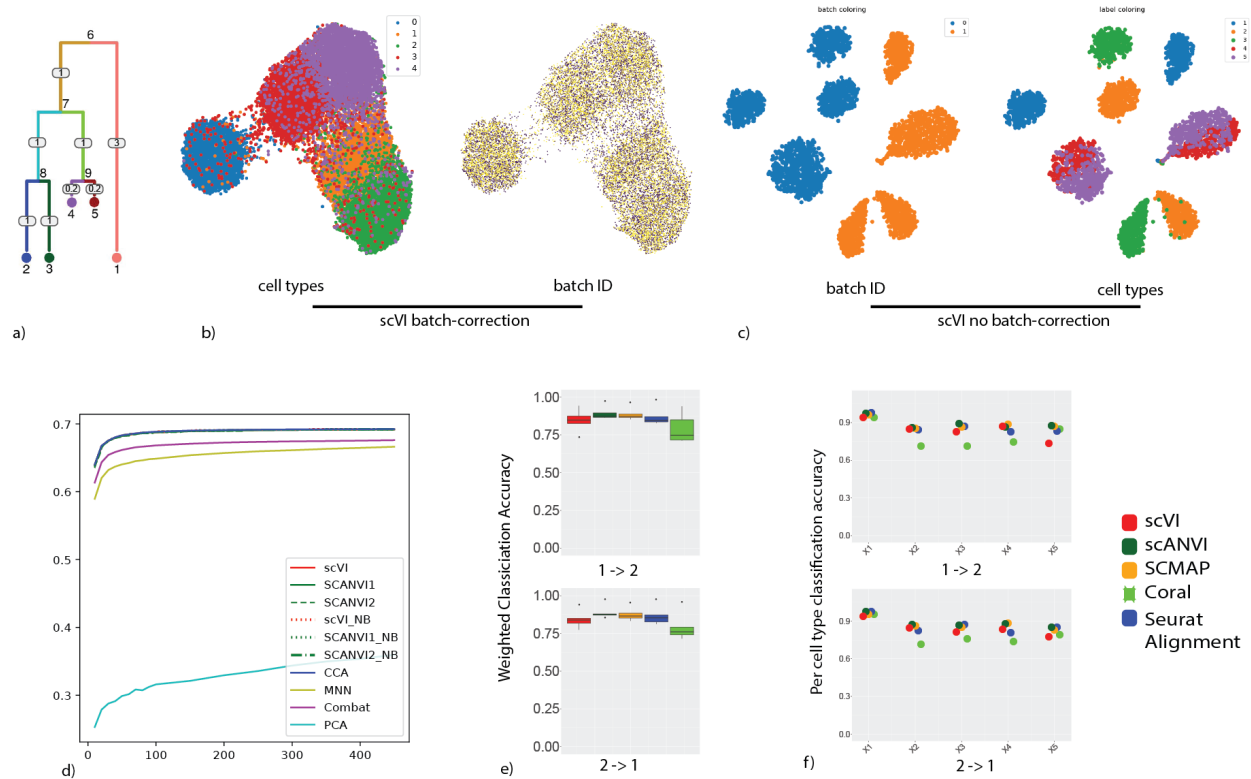 a)
6
1
7
1
1
3
8
9
0.2
0.2
4
5
1
1
2
3
1
b)
0
1
2
3
4
cell types
batch ID
scVI batch-correction
c)
batch coloring
0
1
label coloring
1
2
3
4
5
batch ID
cell types
scVI no batch-correction
d)
0.7
0.6
0.5
0.4
0.3
0
100
200
300
400
scVI
SCANVI1
SCANVI2
scVI_NB
SCANVI1_NB
SCANVI2_NB
CCA
MNN
Combat
PCA
e)
Weighted Classiciation Accuracy
1.00
0.75
0.50
0.25
0.00
1 -> 2
1.00
0.75
0.50
0.25
0.00
2 -> 1
f)
Per cell type classification accuracy
0.9
0.6
0.3
0.0
X1
X2
X3
X4
X5
1 -> 2
0.9
0.6
0.3
0.0
X1
X2
X3
X4
X5
2 -> 1
scVI
scANVI
SCMAP
Coral
Seurat
Alignment